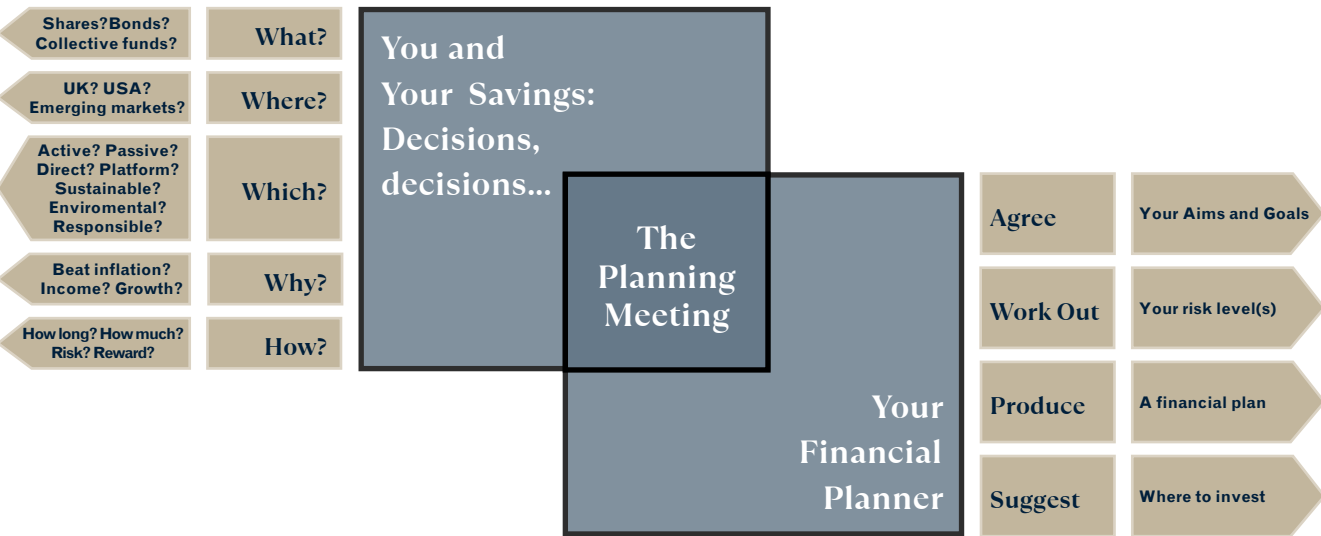 Shares?Bonds?
Collective funds?
What?
UK? USA?
Emerging markets?
Where?
Active? Passive?
Direct? Platform?
Sustainable?
Enviromental?
Responsible?
Which?
Beat inflation?
Income? Growth?
Why?
How long? How much?
Risk? Reward?
How?
You and
Your Savings:
Decisions,
decisions...
The
Planning
Meeting
Your
Financial
Planner
Agree
Your Aims and Goals
Work Out
Your risk level(s)
Produce
A financial plan
Suggest
Where to invest